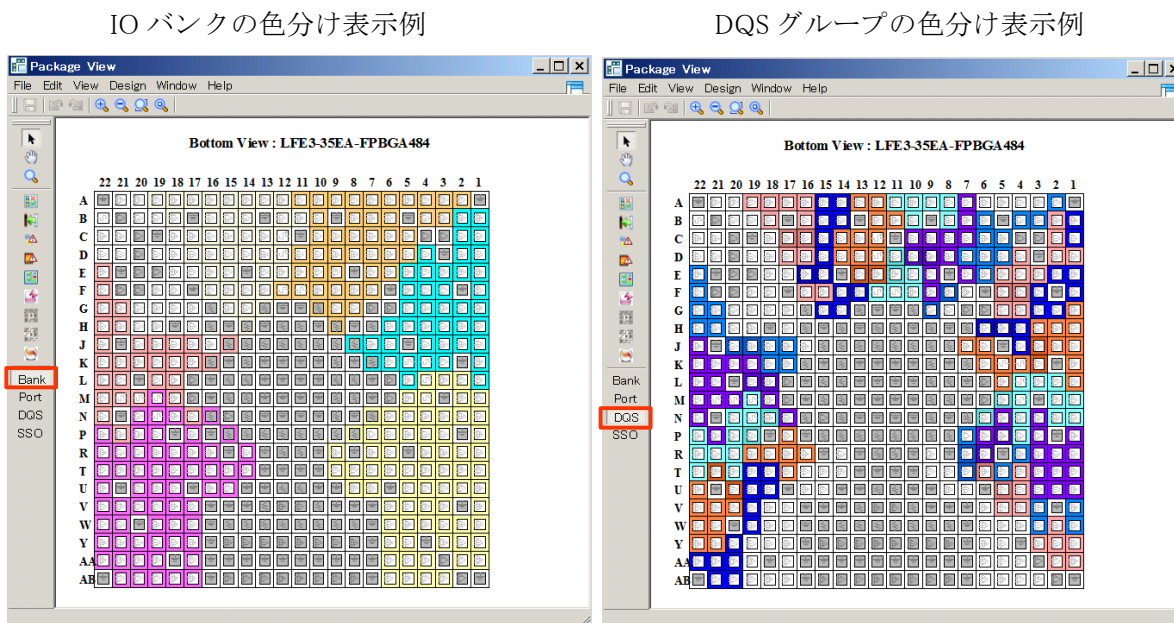 IO バンクの色分け表示例
DQS グループの色分け表示例
Package View
File Edit View Design Window Help
Bottom View : LFE3-35EA-FPBGA484
22 21 20 19 18 17 16 15 14 13 12 11 10 9 8 7 6 5 4 3 2 1
A
B
C
D
E
F
G
H
J
K
L
M
N
P
R
T
U
V
W
Y
AA
AB
Bank
Port
DQS
SSO
Package View
File Edit View Design Window Help
Bottom View : LFE3-35EA-FPBGA484
22 21 20 19 18 17 16 15 14 13 12 11 10 9 8 7 6 5 4 3 2 1
A
B
C
D
E
F
G
H
J
K
L
M
N
P
R
T
U
V
W
Y
AA
AB
Bank
Port
DQS
SSO